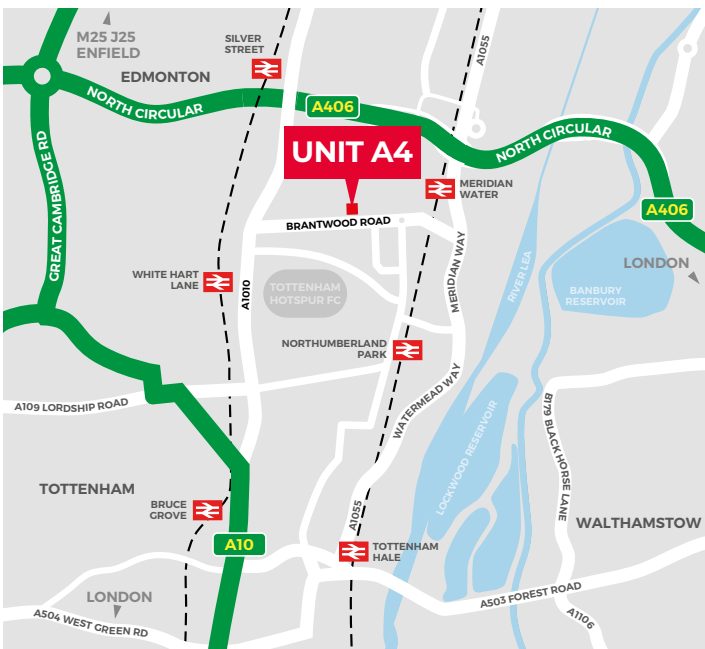 SILVER
STREET
M25 J25
ENFIELD
EDMONTON
A1055
NORTH CIRCULAR
A406
NORTH CIRCULAR
GREAT CAMBRIDGE RD
UNIT A4
MERIDIAN
WATER
A406
BRANTWOOD ROAD
LONDON
WHITE HART
LANE
A1010
TOTTENHAM
HOTSPUR FC
MERIDIAN WAY
RIVER LEA
BANBURY
RESERVOIR
NORTHUMBERLAND
PARK
A109 LORDSHIP ROAD
WATERMEAD WAY
LOCKWOOD RESERVOIR
B179 BLACK HORSE LANE
TOTTENHAM
BRUCE
GROVE
A1055
WALTHAMSTOW
A10
TOTTENHAM
HALE
LONDON
A503 FOREST ROAD
A504 WEST GREEN RD
A1106